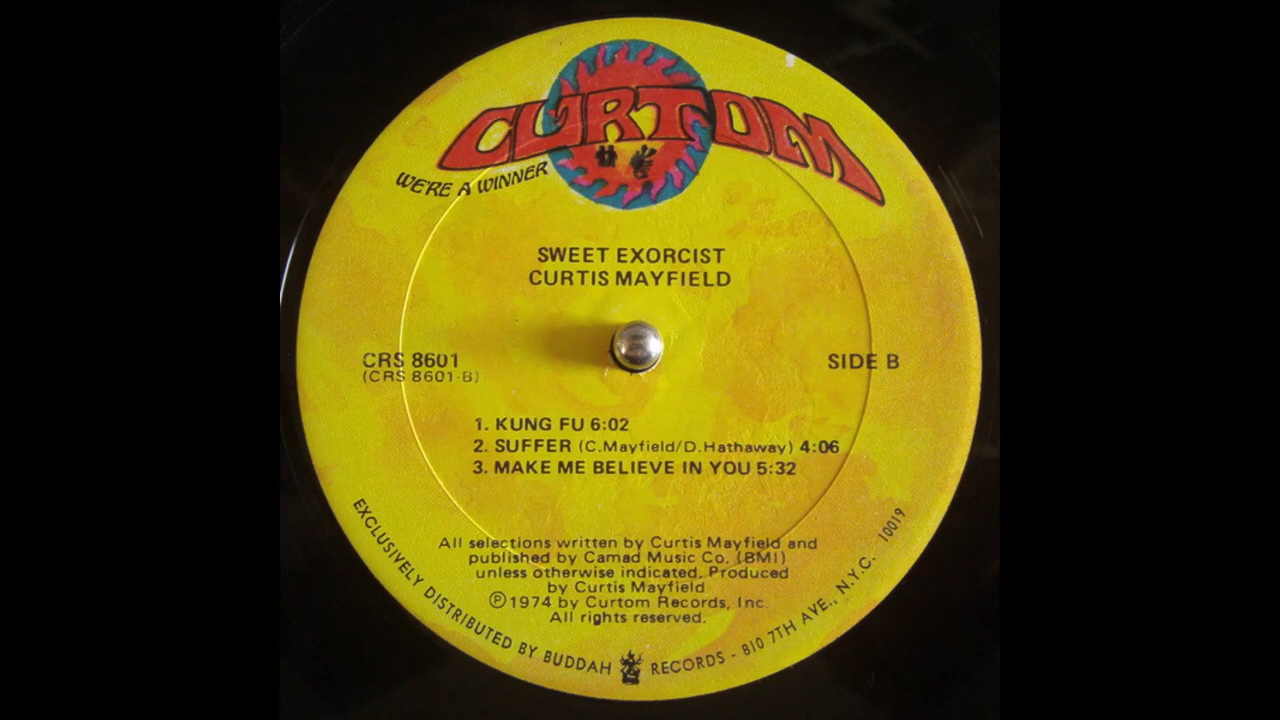 CURTOM
WE'RE A WINNER
SWEET EXORCIST
CURTIS MAYFIELD
CRS 8601
(CRS 8601-B)
SIDE B
1. KUNG FU 6:02
2. SUFFER (C.Mayfield/D.Hathaway) 4:06
3. MAKE ME BELIEVE IN YOU 5:32
All selections written by Curtis Mayfield and
published by Camad Music Co. (BMI)
unless otherwise indicated. Produced
by Curtis Mayfield
Ⓟ1974 by Curtom Records, Inc.
All rights reserved.
EXCLUSIVELY DISTRIBUTED BY BUDDAH RECORDS - 810 7TH AVE., N.Y.C. 10019